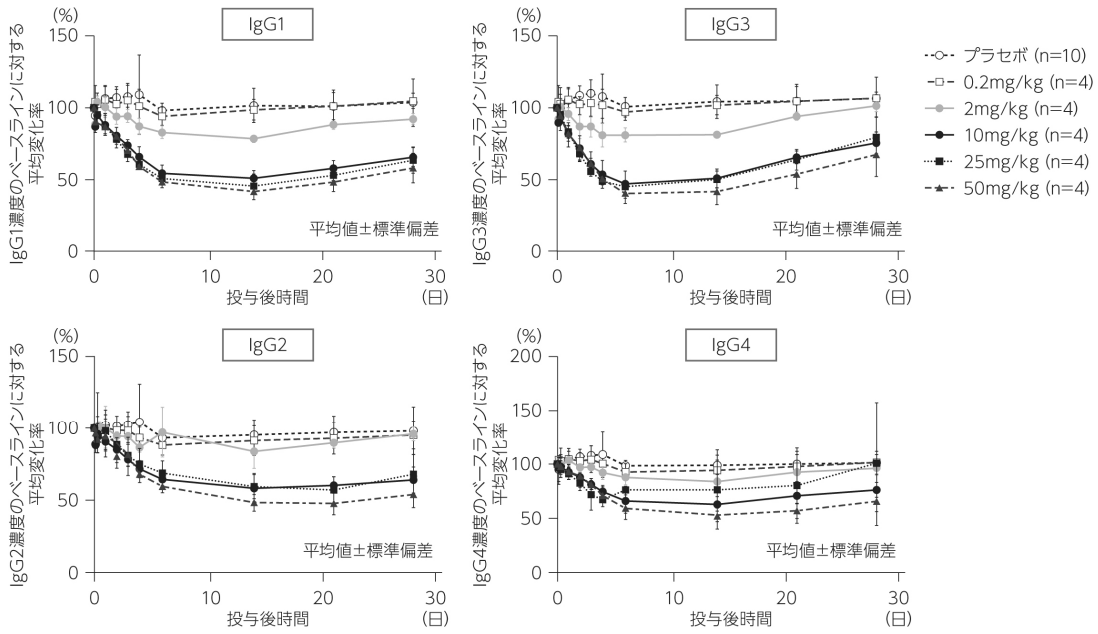 IgG1
(%)
IgG1濃度のベースラインに対する
平均変化率
150
100
50
0
平均値±標準偏差
0
10
20
30
投与後時間
(日)
IgG3
(%)
IgG3濃度のベースラインに対する
平均変化率
150
100
50
0
平均値±標準偏差
0
10
20
30
投与後時間
(日)
プラセボ (n=10)
0.2mg/kg (n=4)
2mg/kg (n=4)
10mg/kg (n=4)
25mg/kg (n=4)
50mg/kg (n=4)
IgG2
(%)
IgG2濃度のベースラインに対する
平均変化率
150
100
50
0
平均値±標準偏差
0
10
20
30
投与後時間
(日)
IgG4
(%)
IgG4濃度のベースラインに対する
平均変化率
200
150
100
50
0
平均値±標準偏差
0
10
20
30
投与後時間
(日)